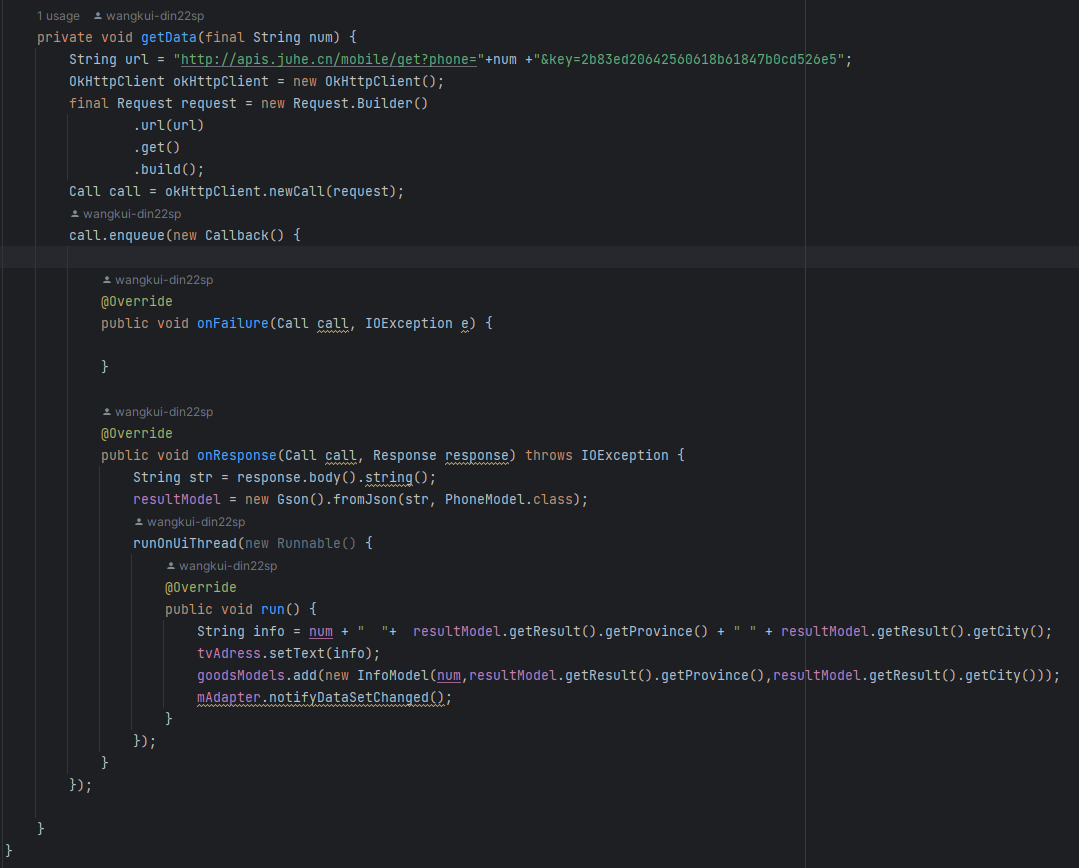 1 usage wangkui-din22sp
private void getData(final String num) {
String url = "http://apis.juhe.cn/mobile/get?phone="+num +"&key=2b83ed20642560618b61847b0cd526e5";
OkHttpClient okHttpClient = new OkHttpClient();
final Request request = new Request.Builder()
.url(url)
.get()
.build();
Call call = okHttpClient.newCall(request);
wangkui-din22sp
call.enqueue(new Callback() {
wangkui-din22sp
@Override
public void onFailure(Call call, IOException e) {
}
wangkui-din22sp
@Override
public void onResponse(Call call, Response response) throws IOException {
String str = response.body().string();
resultModel = new Gson().fromJson(str, PhoneModel.class);
wangkui-din22sp
runOnUiThread(new Runnable() {
wangkui-din22sp
@Override
public void run() {
String info = num + "  "+  resultModel.getResult().getProvince() + " " + resultModel.getResult().getCity();
tvAdress.setText(info);
goodsModels.add(new InfoModel(num,resultModel.getResult().getProvince(),resultModel.getResult().getCity()));
mAdapter.notifyDataSetChanged();
}
});
}
});
}
}